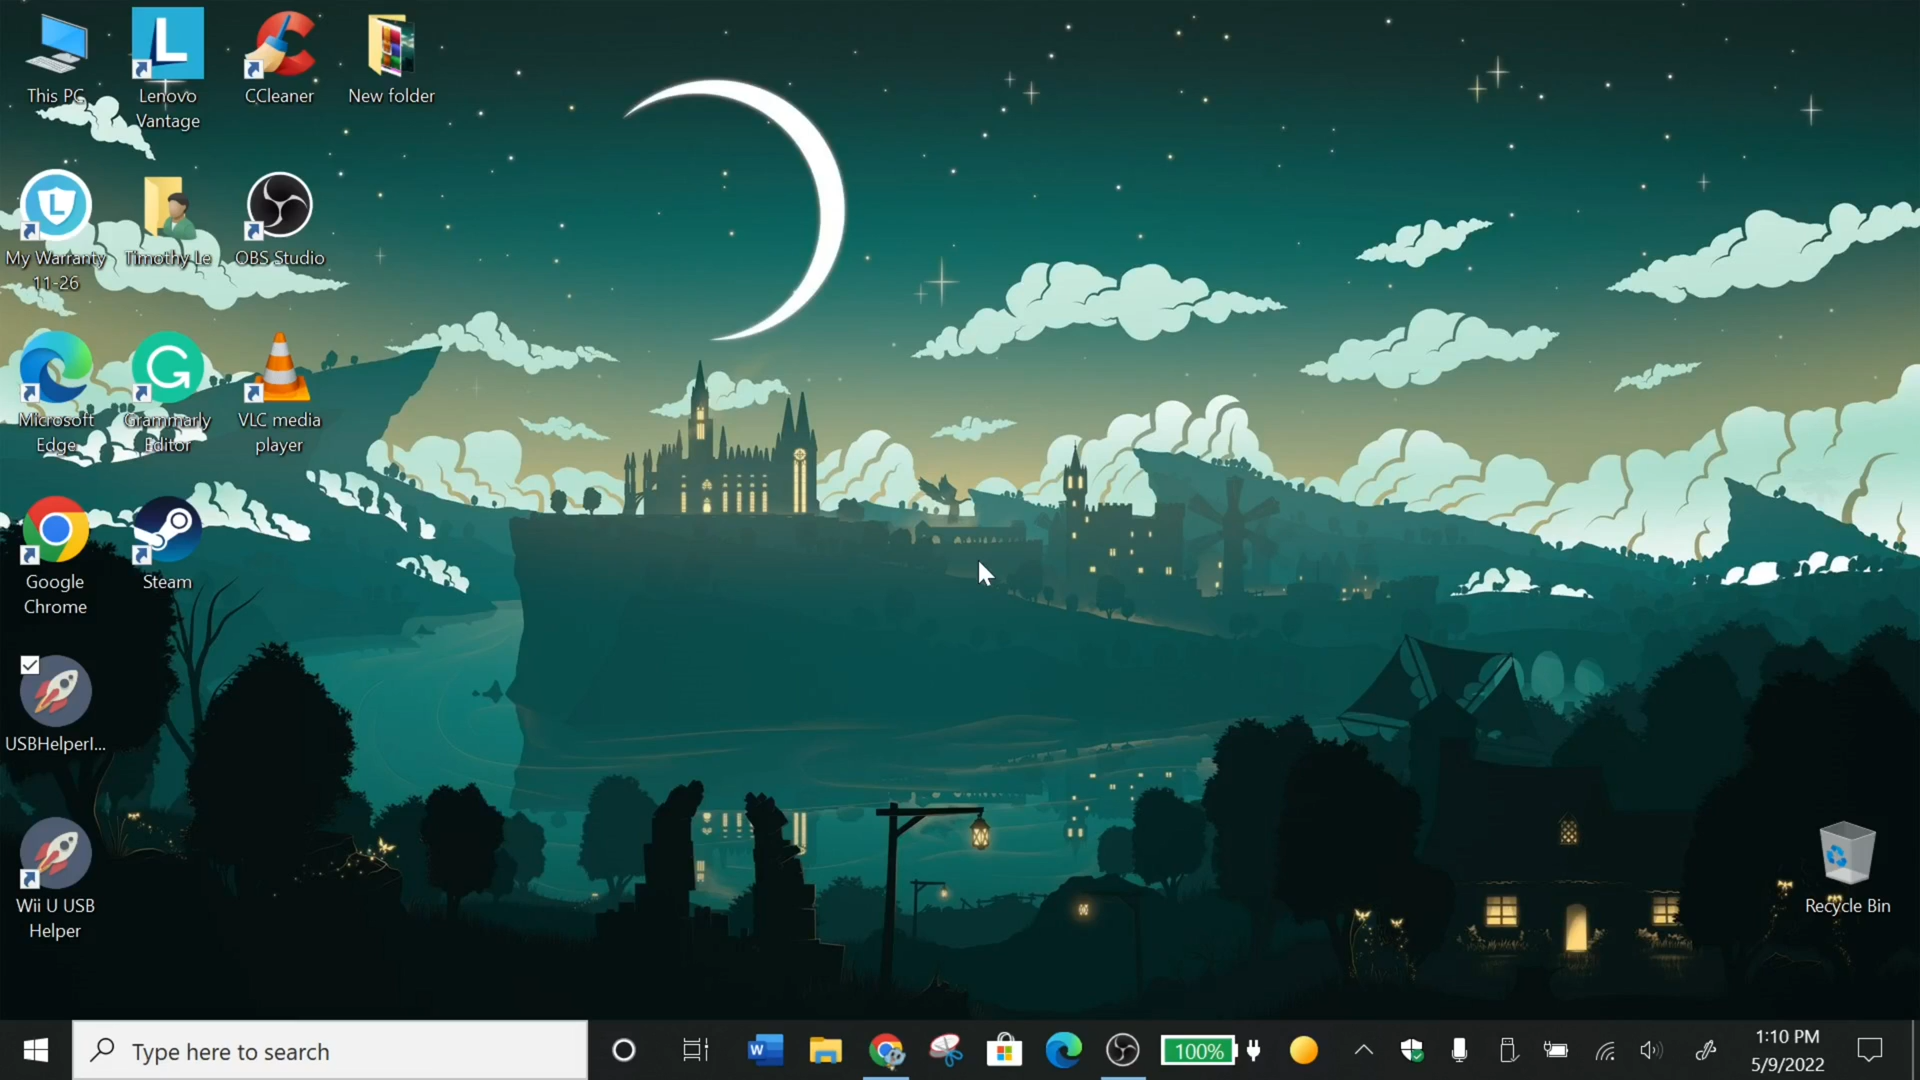 This PC
Lenovo
Vantage
CCleaner
New folder
My Warranty
11-26
Timothy Le
OBS Studio
Microsoft
Edge
Grammarly
Editor
VLC media
player
Google
Chrome
Steam
USBHelperI...
Wii U USB
Helper
Recycle Bin
Type here to search
100%
1:10 PM
5/9/2022